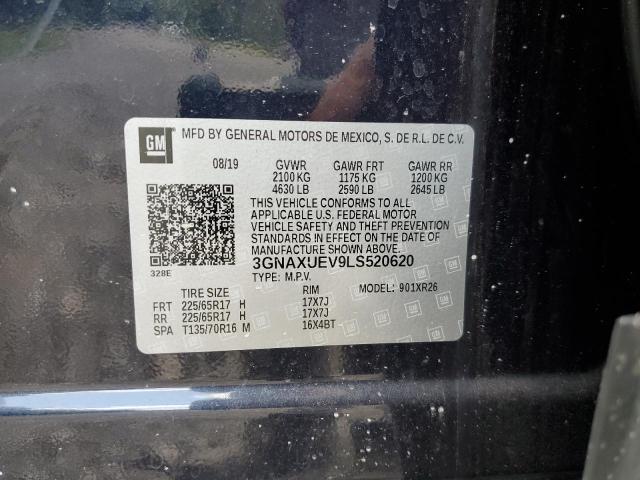 GM MFD BY GENERAL MOTORS DE MEXICO, S. DE R.L. DE C.V.
08/19 GVWR GAWR FRT GAWR RR
2100 KG 1175 KG 1200 KG
4630 LB 2590 LB 2645 LB
THIS VEHICLE CONFORMS TO ALL
APPLICABLE U.S. FEDERAL MOTOR
VEHICLE SAFETY AND THEFT PREVENTION
STANDARDS IN EFFECT ON THE DATE OF
MANUFACTURE SHOWN ABOVE.
3GNAXUEV9LS520620
328E TYPE: M.P.V.
TIRE SIZE RIM MODEL: 901XR26
FRT 225/65R17 H 17X7J
RR 225/65R17 H 17X7J
SPA T135/70R16 M 16X4BT